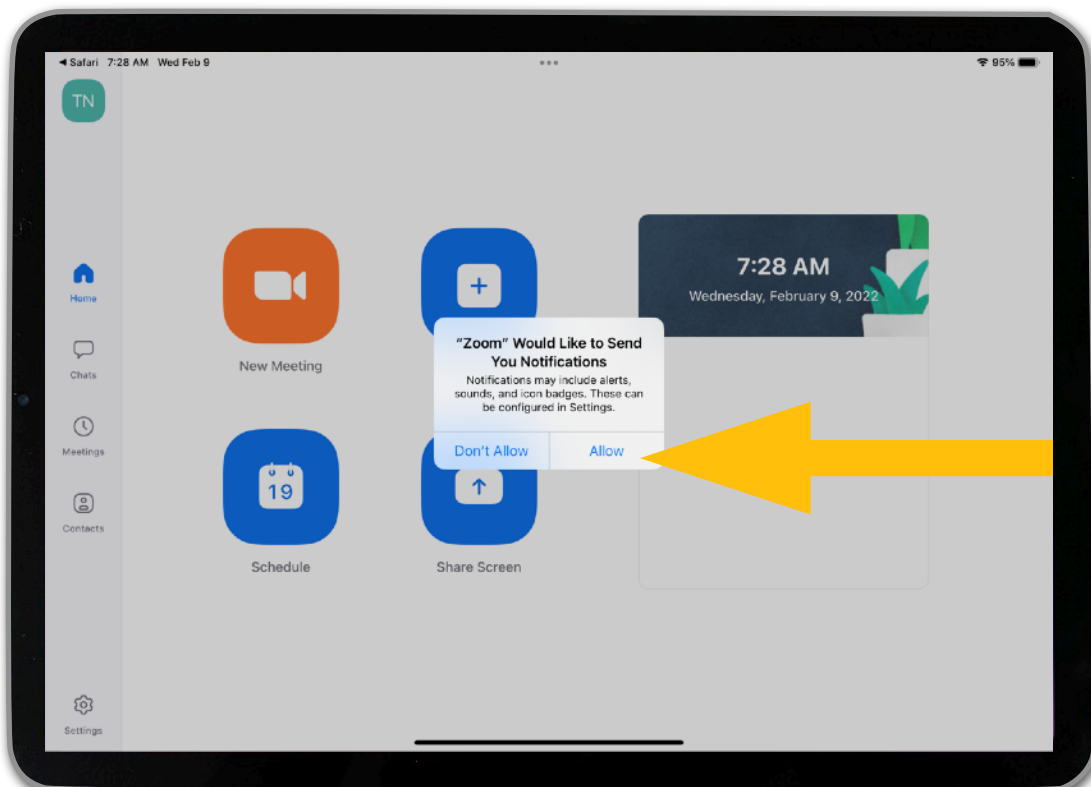 ◀ Safari 7:28 AM Wed Feb 9
95%
TN
Home
Chats
Meetings
Contacts
Settings
New Meeting
19
Schedule
Share Screen
7:28 AM
Wednesday, February 9, 2022
“Zoom” Would Like to Send
You Notifications
Notifications may include alerts,
sounds, and icon badges. These can
be configured in Settings.
Don’t Allow
Allow